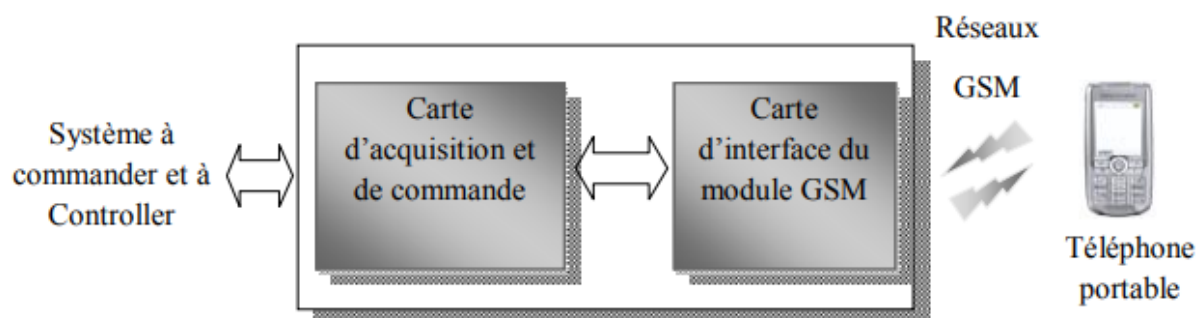 Système à
commander et à
Controller
Carte
d'acquisition et
de commande
Carte
d'interface du
module GSM
Réseaux
GSM
Téléphone
portable